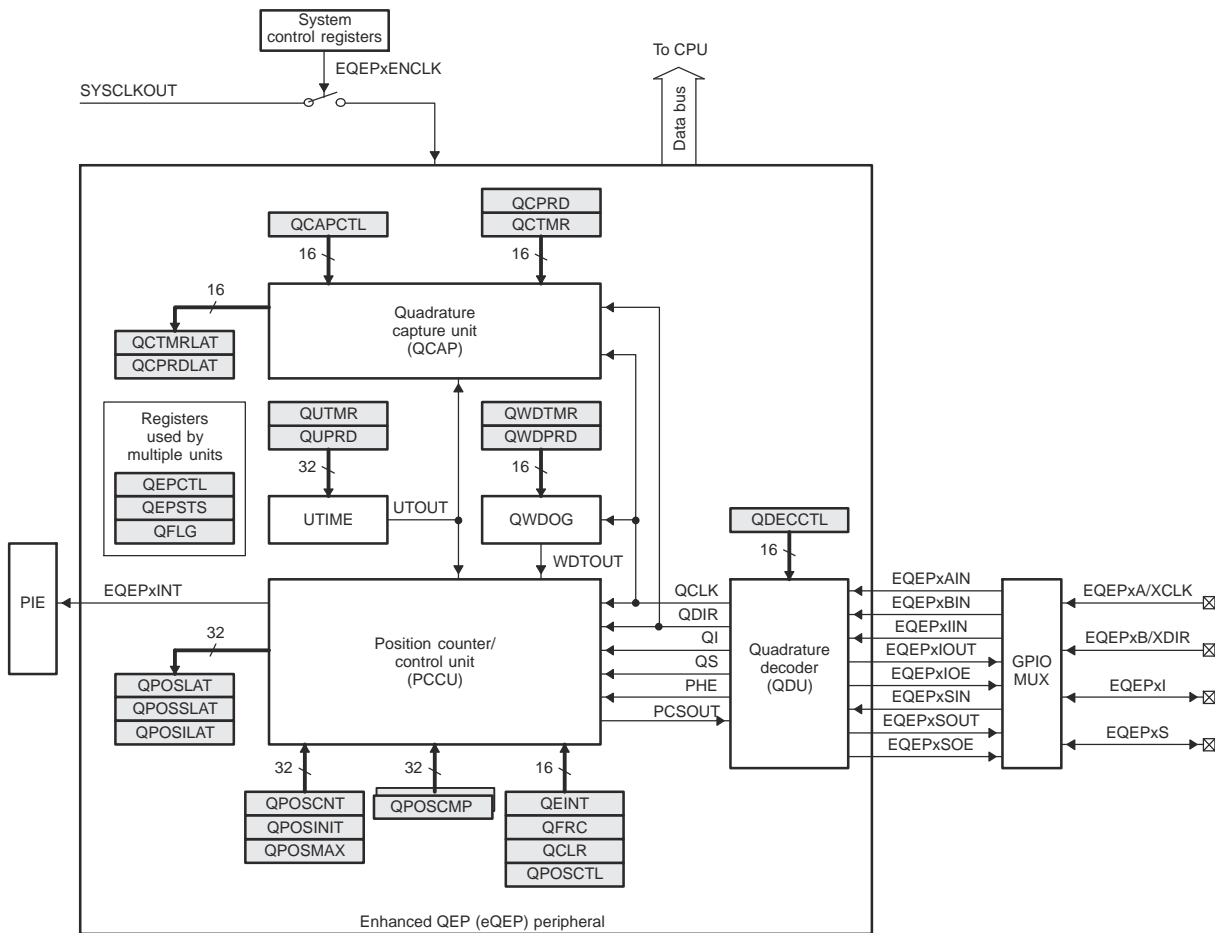 System
control registers
To CPU
EQEPxENCLK
SYSCLKOUT
Data bus
QCPRD
QCAPCTL
QCTMR
16
16
16
Quadrature
capture unit
(QCAP)
QCTMRLAT
QCPRDLAT
Registers
used by
multiple units
QEPCTL
QEPSTS
QFLG
QUTMR
QUPRD
32
QWDTMR
QWDPRD
16
UTIME
UTOUT
QWDOG
WDTOUT
QDECCTL
16
PIE
EQEPxINT
32
QPOSLAT
QPOSSLAT
QPOSILAT
Position counter/
control unit
(PCCU)
QCLK
QDIR
QI
QS
PHE
PCSOUT
Quadrature
decoder
(QDU)
EQEPxAIN
EQEPxBIN
EQEPxIIN
EQEPxIOUT
EQEPxIOE
EQEPxSIN
EQEPxSOUT
EQEPxSOE
GPIO
MUX
EQEPxA/XCLK
EQEPxB/XDIR
EQEPxI
EQEPxS
32
32
16
QPOSCNT
QPOSINIT
QPOSMAX
QPOSCMP
QEINT
QFRC
QCLR
QPOSCTL
Enhanced QEP (eQEP) peripheral